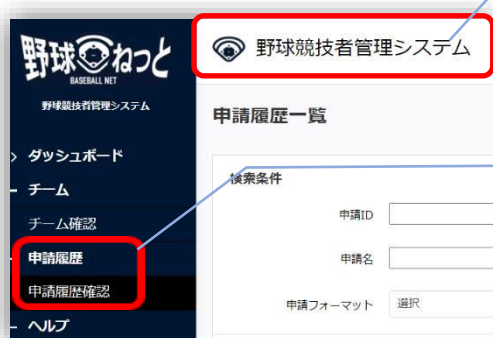 野球ねっと
BASEBALL NET
野球競技者管理システム
> ダッシュボード
- チーム
チーム確認
申請履歴
申請履歴確認
- ヘルプ
野球競技者管理システム
申請履歴一覧
検索条件
申請ID
申請名
申請フォーマット 選択